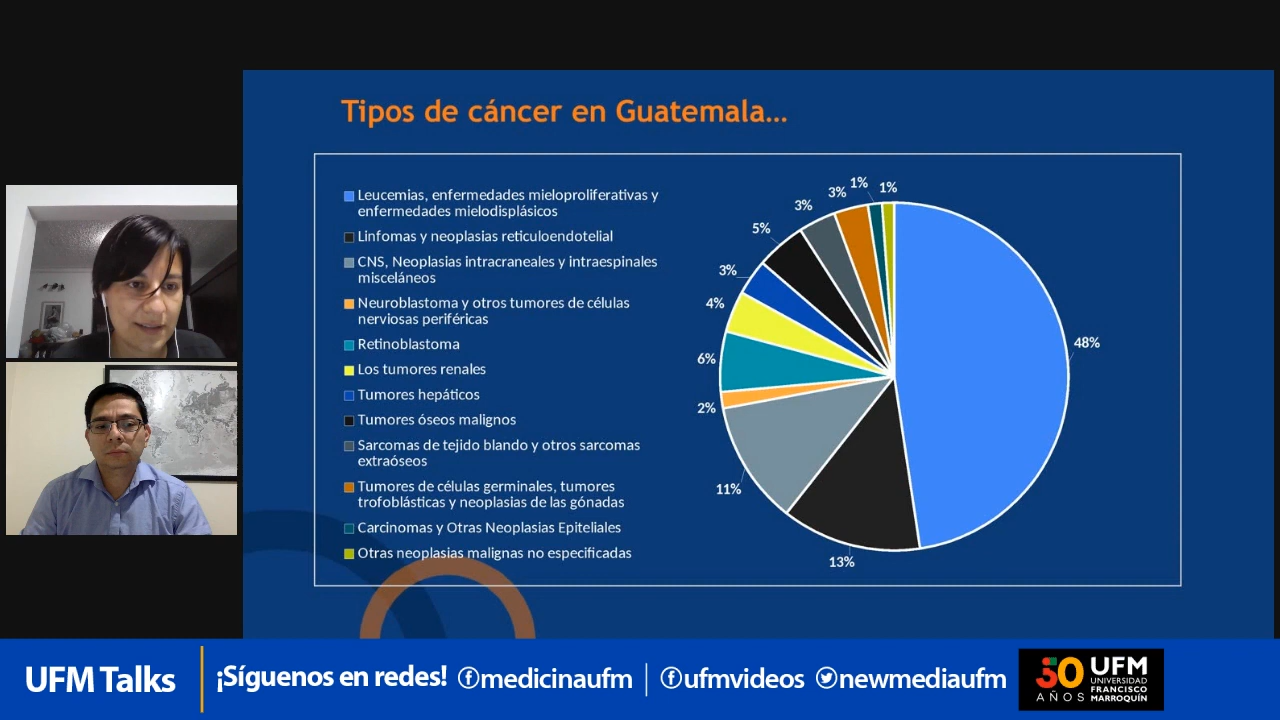 Tipos de cáncer en Guatemala...
Leucemias, enfermedades mieloproliferativas y
enfermedades mielodisplásicos
Linfomas y neoplasias reticuloendotelial
CNS, Neoplasias intracraneales y intraespinales
misceláneos
Neuroblastoma y otros tumores de células
nerviosas periféricas
Retinoblastoma
Los tumores renales
Tumores hepáticos
Tumores óseos malignos
Sarcomas de tejido blando y otros sarcomas
extraóseos
Tumores de células germinales, tumores
trofoblásticas y neoplasias de las gónadas
Carcinomas y Otras Neoplasias Epiteliales
Otras neoplasias malignas no especificadas
48%
13%
11%
2%
6%
4%
3%
5%
3%
3%
1%
1%
UFM Talks
¡Síguenos en redes!
medicinaufm
ufmvideos
newmediaufm
50
AÑOS
UFM
UNIVERSIDAD
FRANCISCO
MARROQUÍN